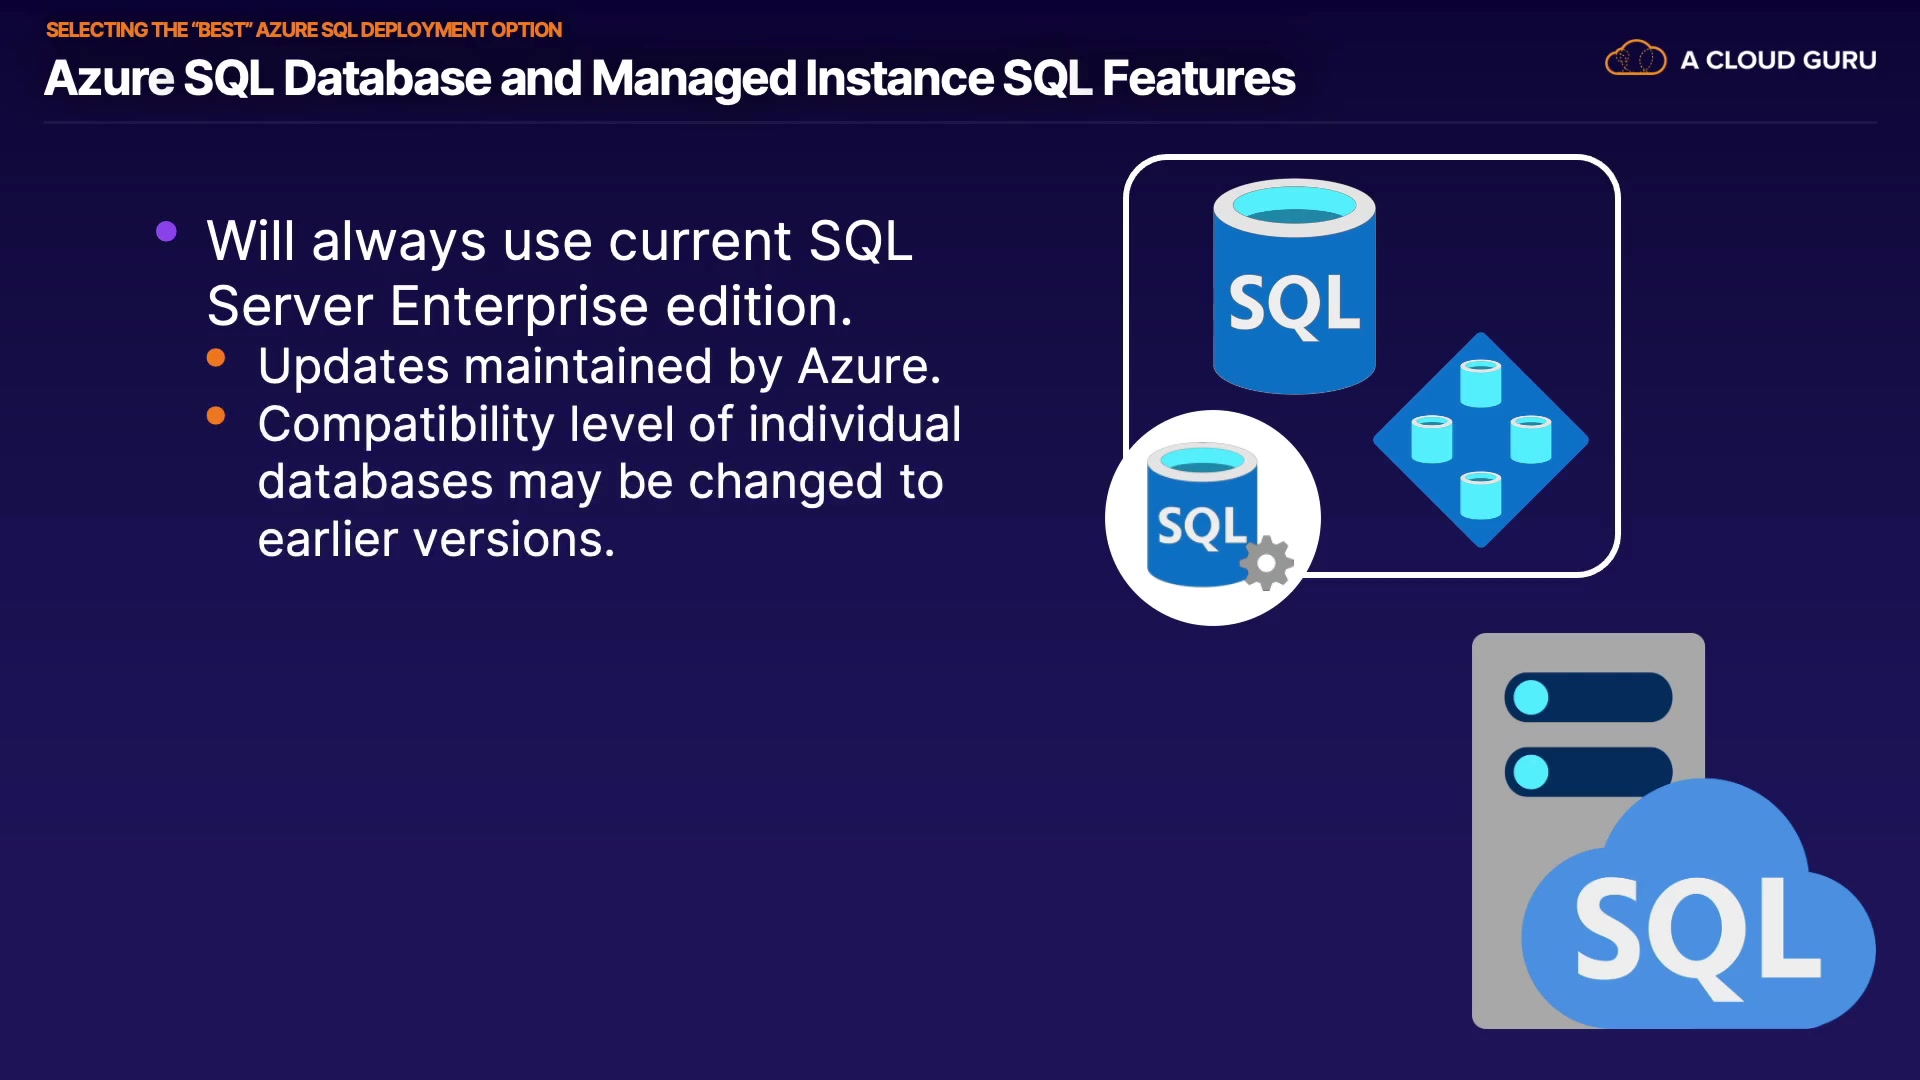 SELECTING THE “BEST” AZURE SQL DEPLOYMENT OPTION
Azure SQL Database and Managed Instance SQL Features
A CLOUD GURU
Will always use current SQL
Server Enterprise edition.
Updates maintained by Azure.
Compatibility level of individual
databases may be changed to
earlier versions.
SQL
SQL
SQL